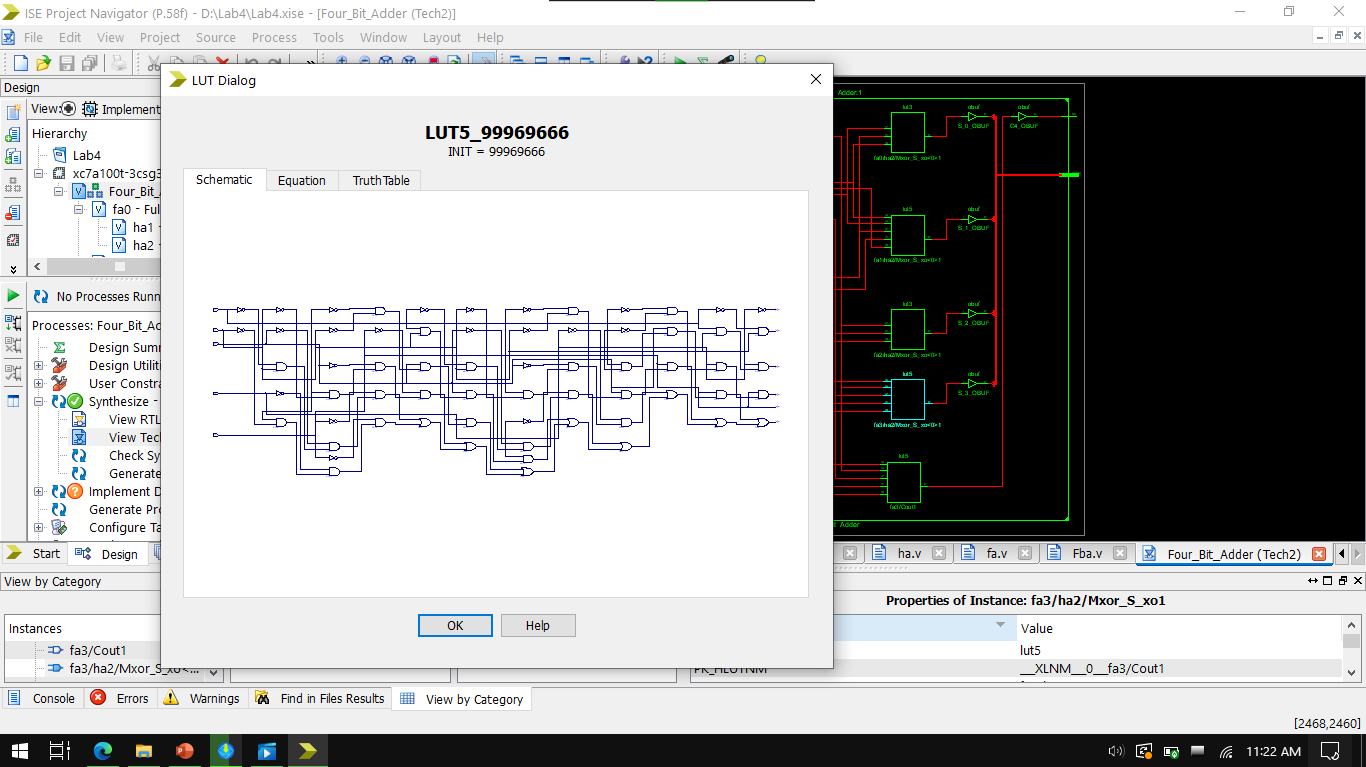 ISE Project Navigator (P.58f) - D:\Lab4\Lab4.xise - [Four_Bit_Adder (Tech2)]
File Edit View Project Source Process Tools Window Layout Help
Design
View: Implement
Hierarchy
Lab4
xc7a100t-3csg3
Four_Bit_
fa0 - Ful
ha1 -
ha2 -
No Processes Runn
Processes: Four_Bit_Ad
Design Summ
Design Utiliti
User Constra
Synthesize -
View RTL
View Tec
Check Sy
Generate
Implement D
Generate Pro
Configure Ta
Start Design
LUT Dialog
LUT5_99969666
INIT = 99969666
Schematic Equation Truth Table
OK Help
Adder:1
lut3 obuf obuf
S_0_OBUF C4_OBUF
fa0/ha2/Mxor_S_xo<0>1
lut5 obuf
S_1_OBUF
fa1/ha2/Mxor_S_xo<0>1
lut3 obuf
S_2_OBUF
fa2/ha2/Mxor_S_xo<0>1
lut5 obuf
S_3_OBUF
fa3/ha2/Mxor_S_xo<0>1
lut5
fa3/Cout1
Adder
ha.v fa.v Fba.v Four_Bit_Adder (Tech2)
View by Category
Instances
fa3/Cout1
fa3/ha2/Mxor_S_xo<...
Properties of Instance: fa3/ha2/Mxor_S_xo1
Value
lut5
PK_HLUTNM ___XLNM___0___fa3/Cout1
Console Errors Warnings Find in Files Results View by Category
[2468,2460]
11:22 AM